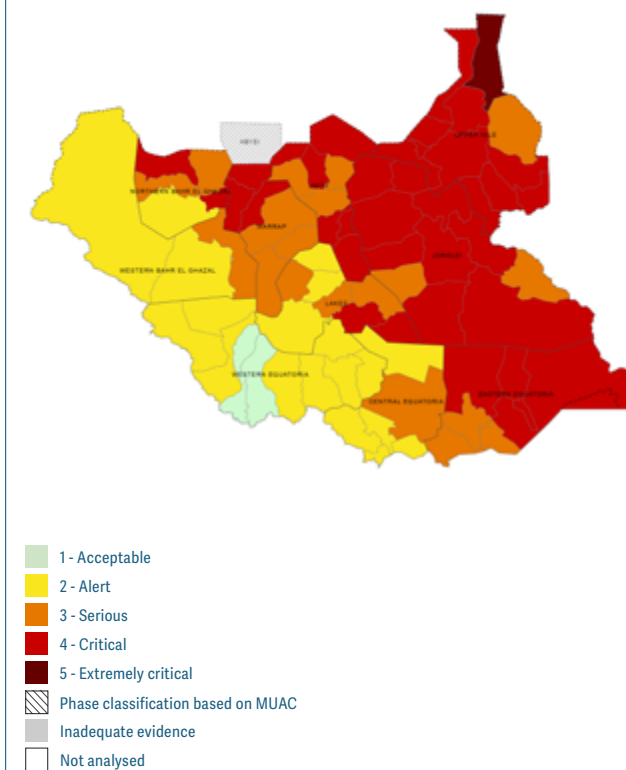 ABYEI
UPPER NILE
NORTHERN BAHR EL GHAZAL
WARRAP
JONGLEI
WESTERN BAHR EL GHAZAL
LAKES
WESTERN EQUATORIA
CENTRAL EQUATORIA
EASTERN EQUATORIA
1 - Acceptable
2 - Alert
3 - Serious
4 - Critical
5 - Extremely critical
Phase classification based on MUAC
Inadequate evidence
Not analysed